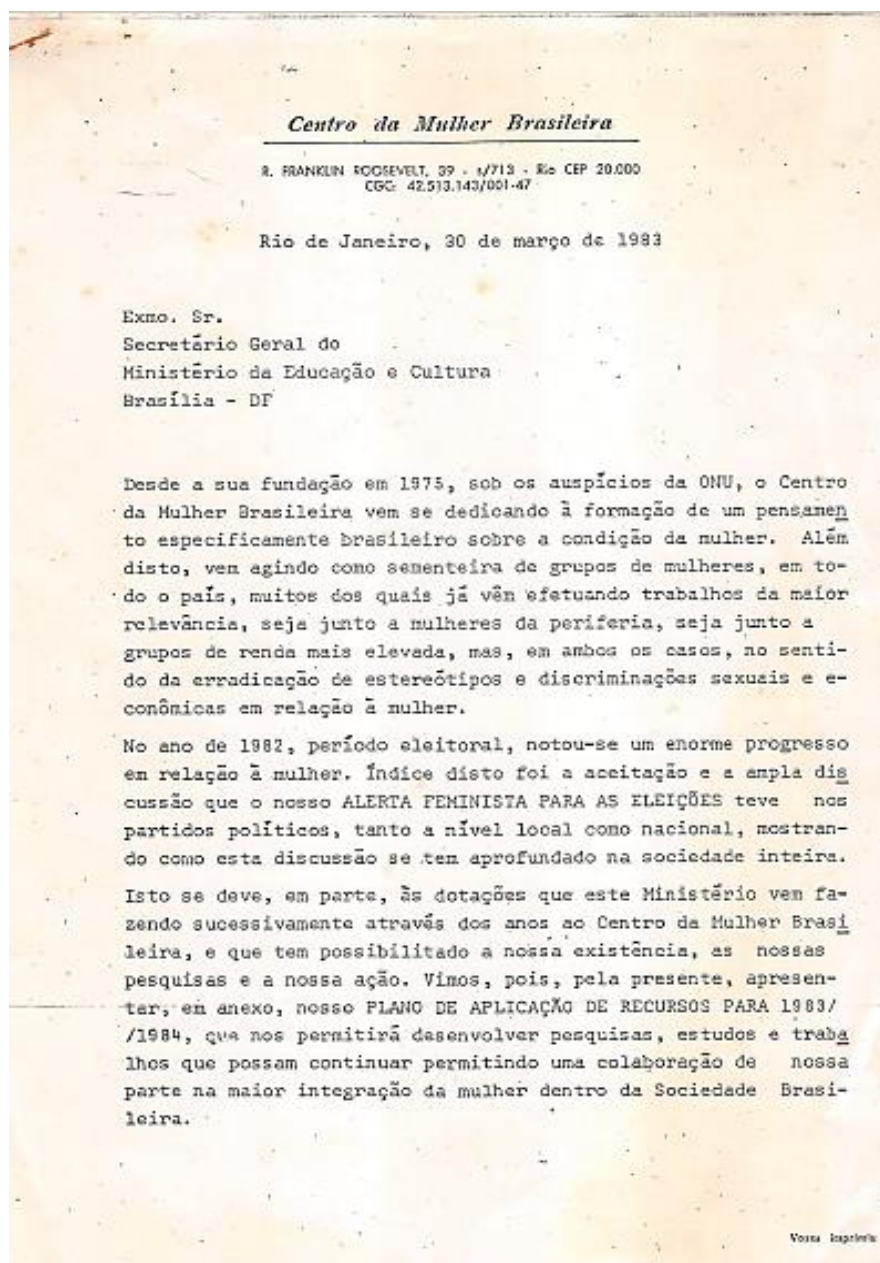 Centro da Mulher Brasileira
R. FRANKLIN ROOSEVELT, 39 - s/713 - Rio CEP 20.000
CGC: 42.513.143/001-47
Rio de Janeiro, 30 de março de 1983
Exmo. Sr.
Secretário Geral do
Ministério da Educação e Cultura
Brasília - DF
Desde a sua fundação em 1975, sob os auspícios da ONU, o Centro
da Mulher Brasileira vem se dedicando à formação de um pensamen
to especificamente brasileiro sobre a condição da mulher. Além
disto, vem agindo como sementeira de grupos de mulheres, em to-
do o país, muitos dos quais já vêm efetuando trabalhos da maior
relevância, seja junto a mulheres da periferia, seja junto a
grupos de renda mais elevada, mas, em ambos os casos, no senti-
do da erradicação de estereótipos e discriminações sexuais e e-
conômicas em relação à mulher.
No ano de 1982, período eleitoral, notou-se um enorme progresso
em relação à mulher. Índice disto foi a aceitação e a ampla dis
cussão que o nosso ALERTA FEMINISTA PARA AS ELEIÇÕES teve nos
partidos políticos, tanto a nível local como nacional, mostran-
do como esta discussão se tem aprofundado na sociedade inteira.
Isto se deve, em parte, às dotações que este Ministério vem fa-
zendo sucessivamente através dos anos ao Centro da Mulher Brasi
leira, e que tem possibilitado a nossa existência, as nossas
pesquisas e a nossa ação. Vimos, pois, pela presente, apresen-
tar, em anexo, nosso PLANO DE APLICAÇÃO DE RECURSOS PARA 1983/
/1984, que nos permitirá desenvolver pesquisas, estudos e traba
lhos que possam continuar permitindo uma colaboração de nossa
parte na maior integração da mulher dentro da Sociedade Brasi-
leira.